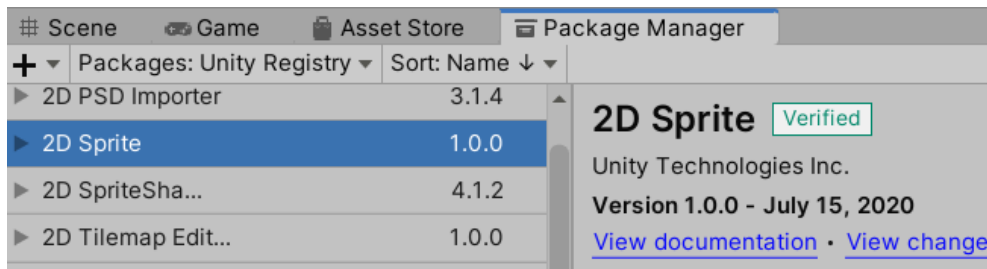 Scene Game Asset Store Package Manager
+ Packages: Unity Registry Sort: Name ↓
2D PSD Importer 3.1.4
2D Sprite 1.0.0
2D SpriteSha... 4.1.2
2D Tilemap Edit... 1.0.0
2D Sprite Verified
Unity Technologies Inc.
Version 1.0.0 - July 15, 2020
View documentation • View change